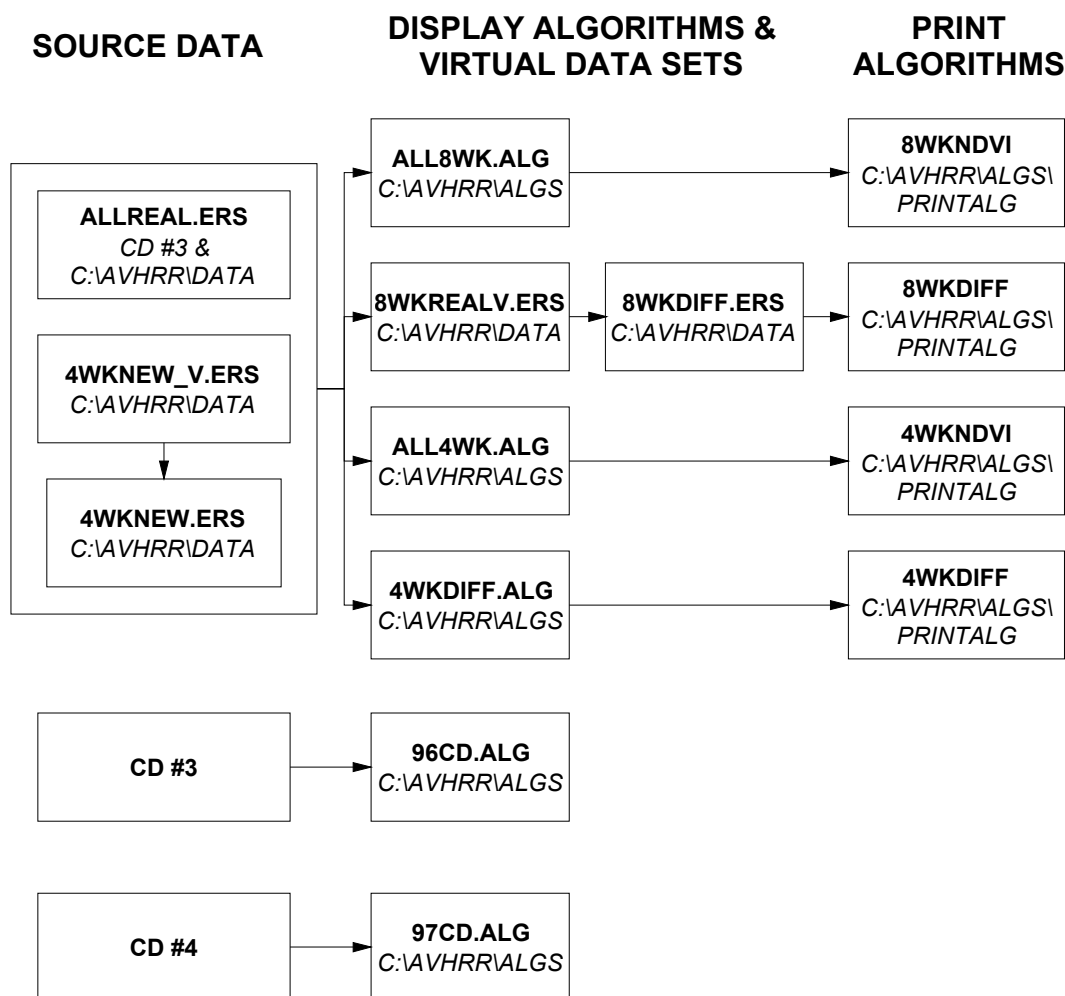 SOURCE DATA
DISPLAY ALGORITHMS &
VIRTUAL DATA SETS
PRINT
ALGORITHMS
ALLREAL.ERS
CD #3 &
C:\AVHRR\DATA
4WKNEW_V.ERS
C:\AVHRR\DATA
4WKNEW.ERS
C:\AVHRR\DATA
ALL8WK.ALG
C:\AVHRR\ALGS
8WKNDVI
C:\AVHRR\ALGS\
PRINTALG
8WKREALV.ERS
C:\AVHRR\DATA
8WKDIFF.ERS
C:\AVHRR\DATA
8WKDIFF
C:\AVHRR\ALGS\
PRINTALG
ALL4WK.ALG
C:\AVHRR\ALGS
4WKNDVI
C:\AVHRR\ALGS\
PRINTALG
4WKDIFF.ALG
C:\AVHRR\ALGS
4WKDIFF
C:\AVHRR\ALGS\
PRINTALG
CD #3
96CD.ALG
C:\AVHRR\ALGS
CD #4
97CD.ALG
C:\AVHRR\ALGS